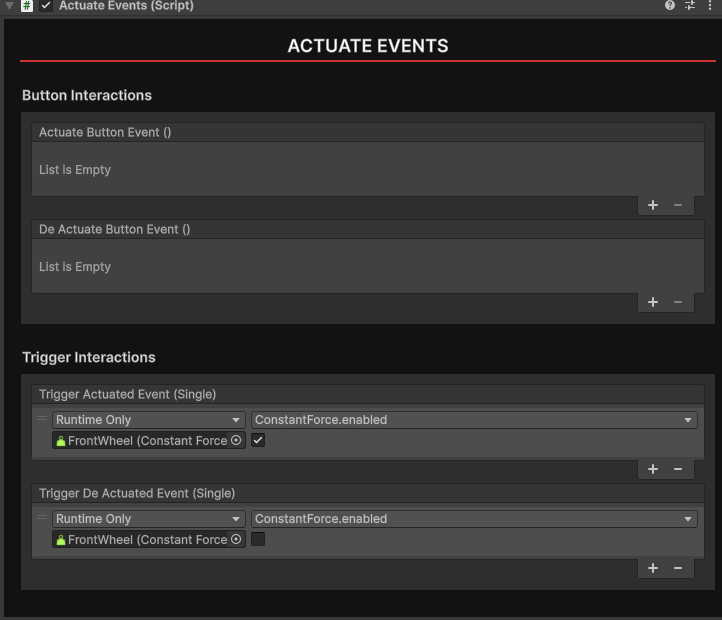 Actuate Events (Script)
ACTUATE EVENTS
Button Interactions
Actuate Button Event ()
List is Empty
De Actuate Button Event ()
List is Empty
Trigger Interactions
Trigger Actuated Event (Single)
Runtime Only
ConstantForce.enabled
FrontWheel (Constant Force
Trigger De Actuated Event (Single)
Runtime Only
ConstantForce.enabled
FrontWheel (Constant Force